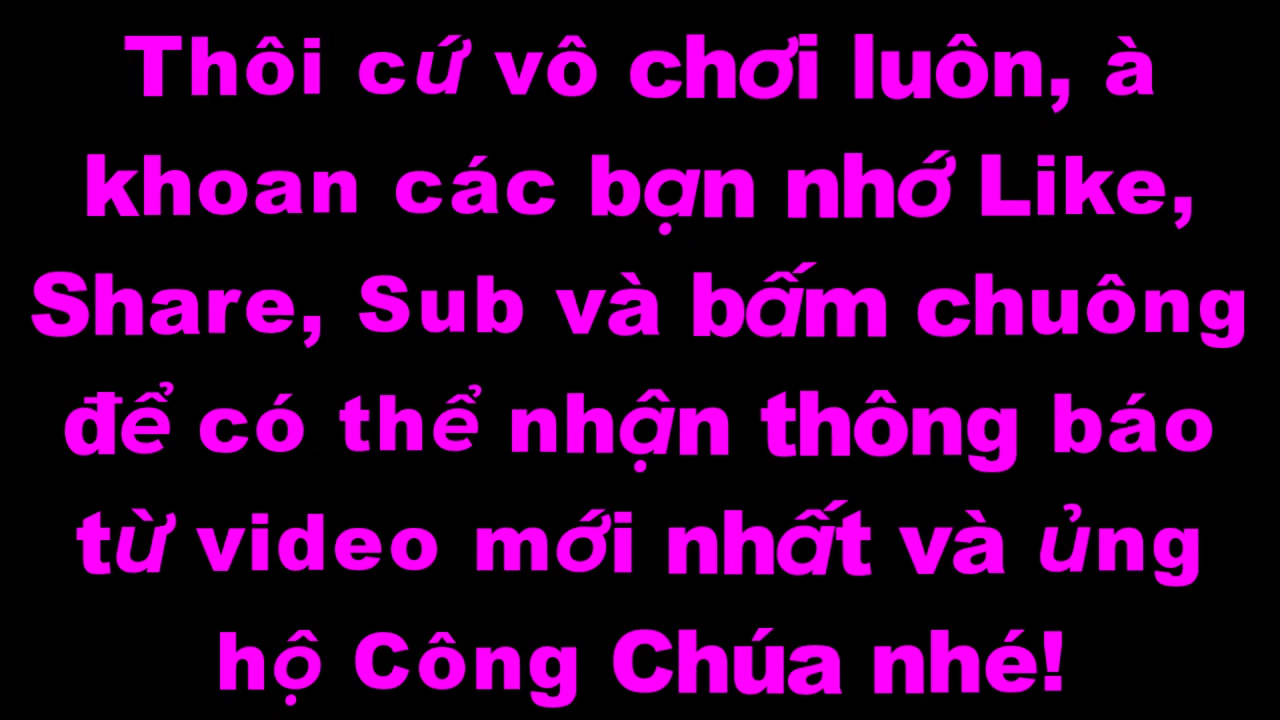 Thôi cứ vô chơi luôn, à
khoan các bạn nhớ Like,
Share, Sub và bấm chuông
để có thể nhận thông báo
từ video mới nhất và ủng
hộ Công Chúa nhé!